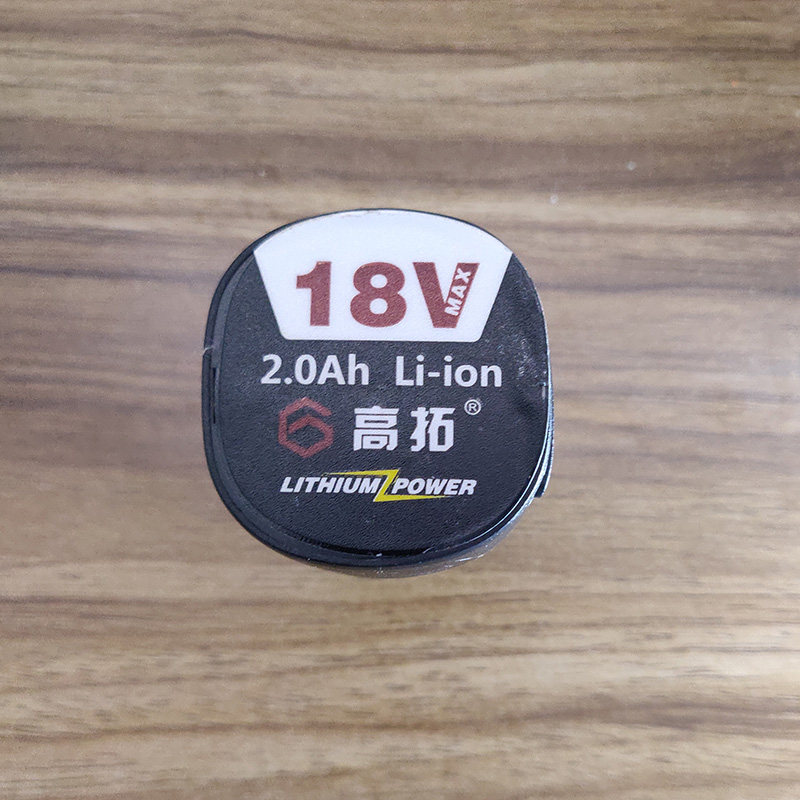 18V MAX
2.0Ah Li-ion
高拓®
LITHIUM POWER